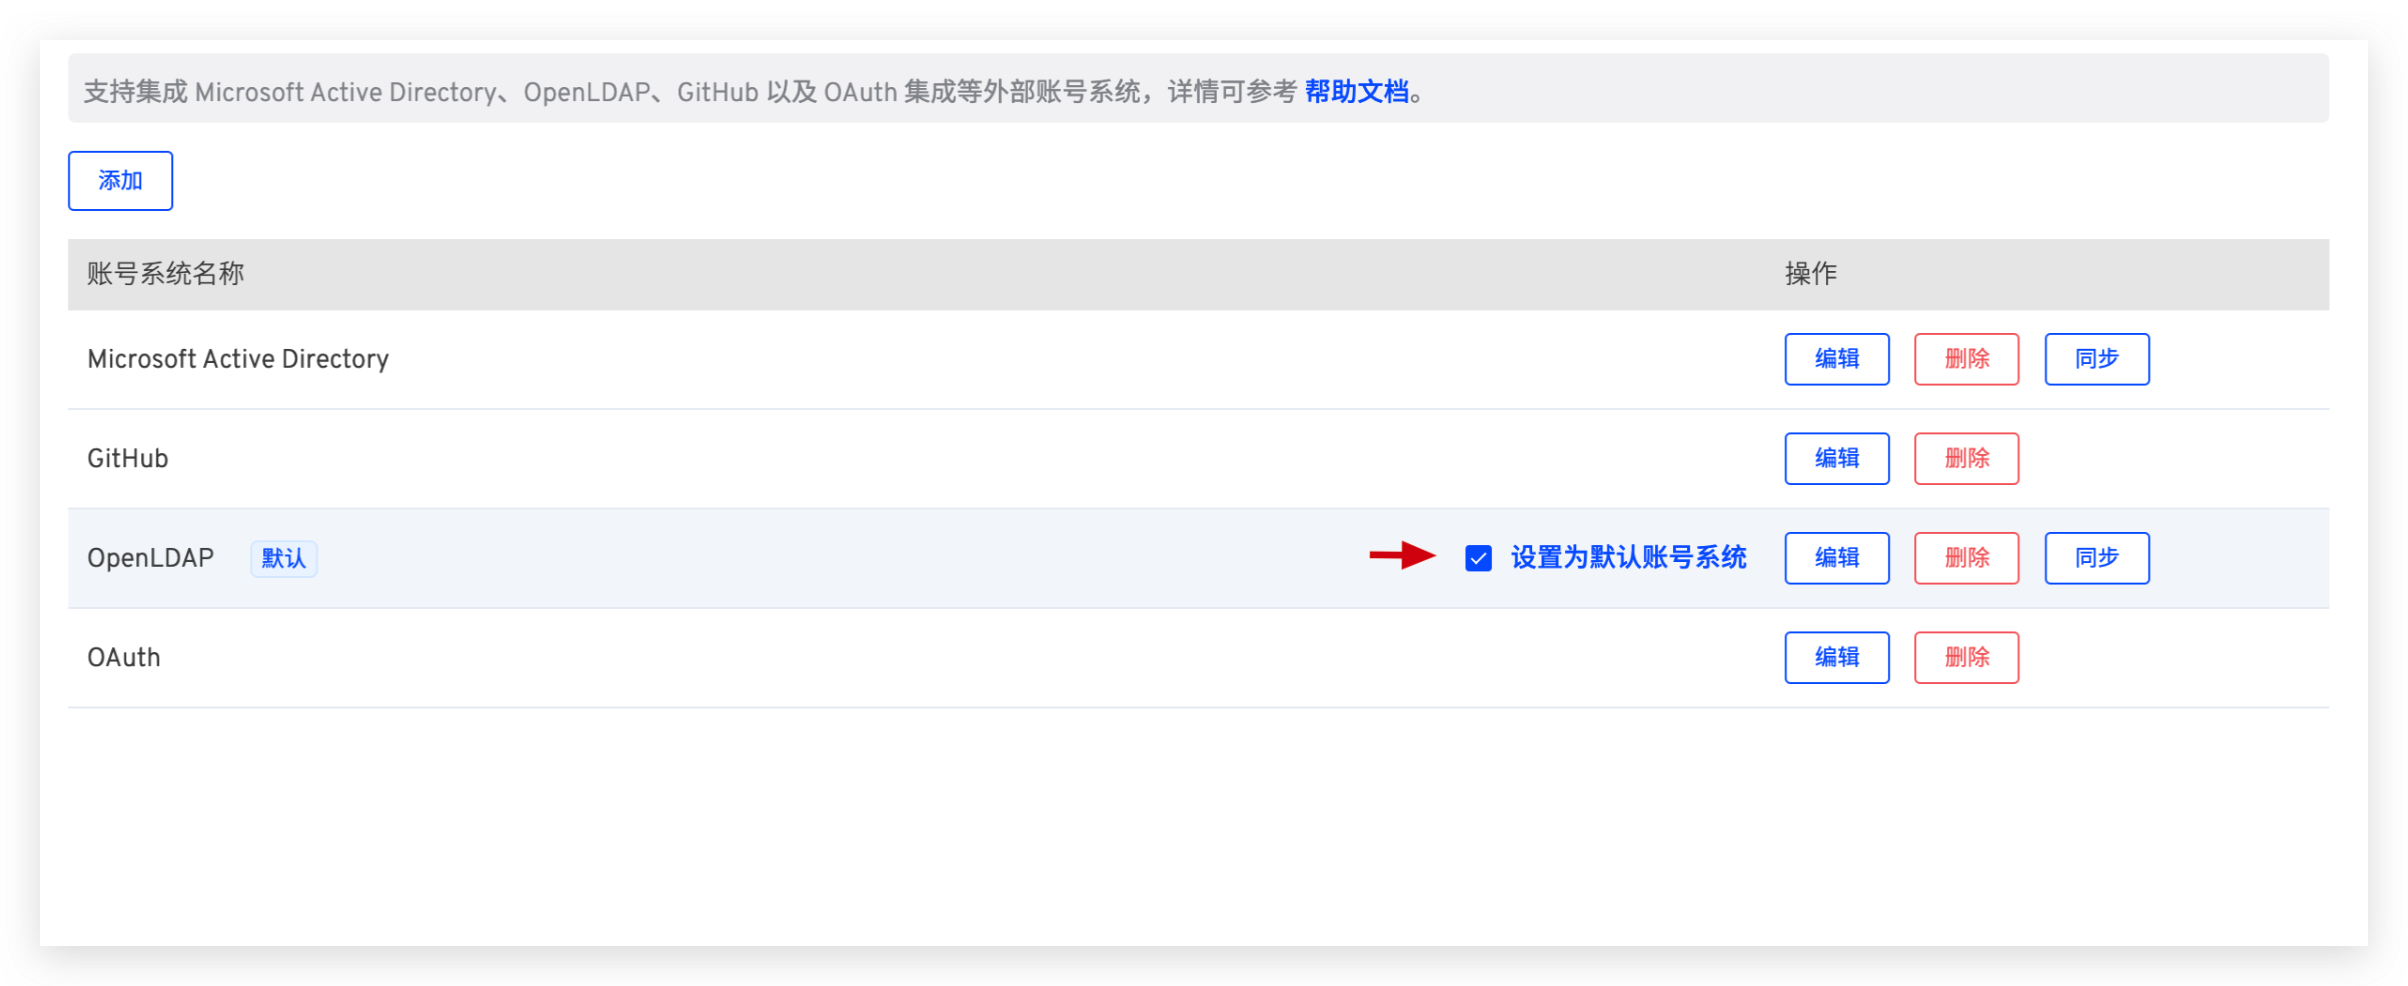 支持集成 Microsoft Active Directory、OpenLDAP、GitHub 以及 OAuth 集成等外部账号系统，详情可参考 帮助文档。
添加
账号系统名称 操作
Microsoft Active Directory 编辑 删除 同步
GitHub 编辑 删除
OpenLDAP 默认 设置为默认账号系统 编辑 删除 同步
OAuth 编辑 删除